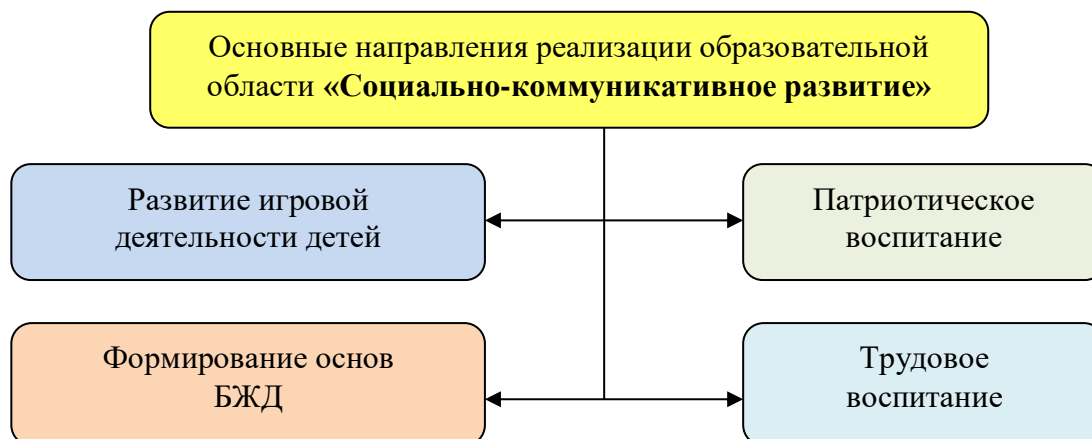 Основные направления реализации образовательной
области «Социально-коммуникативное развитие»
Развитие игровой
деятельности детей
Патриотическое
воспитание
Формирование основ
БЖД
Трудовое
воспитание